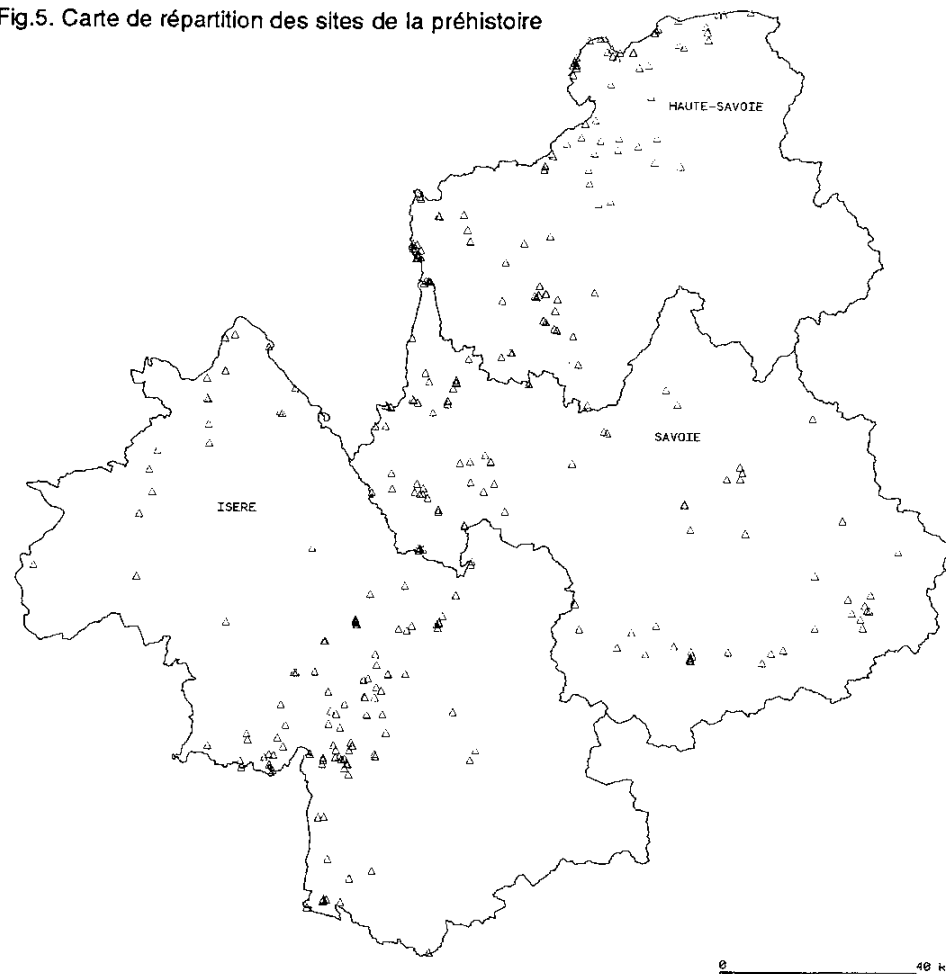 Fig.5. Carte de répartition des sites de la préhistoire
HAUTE-SAVOIE
SAVOIE
ISERE
0 40 k